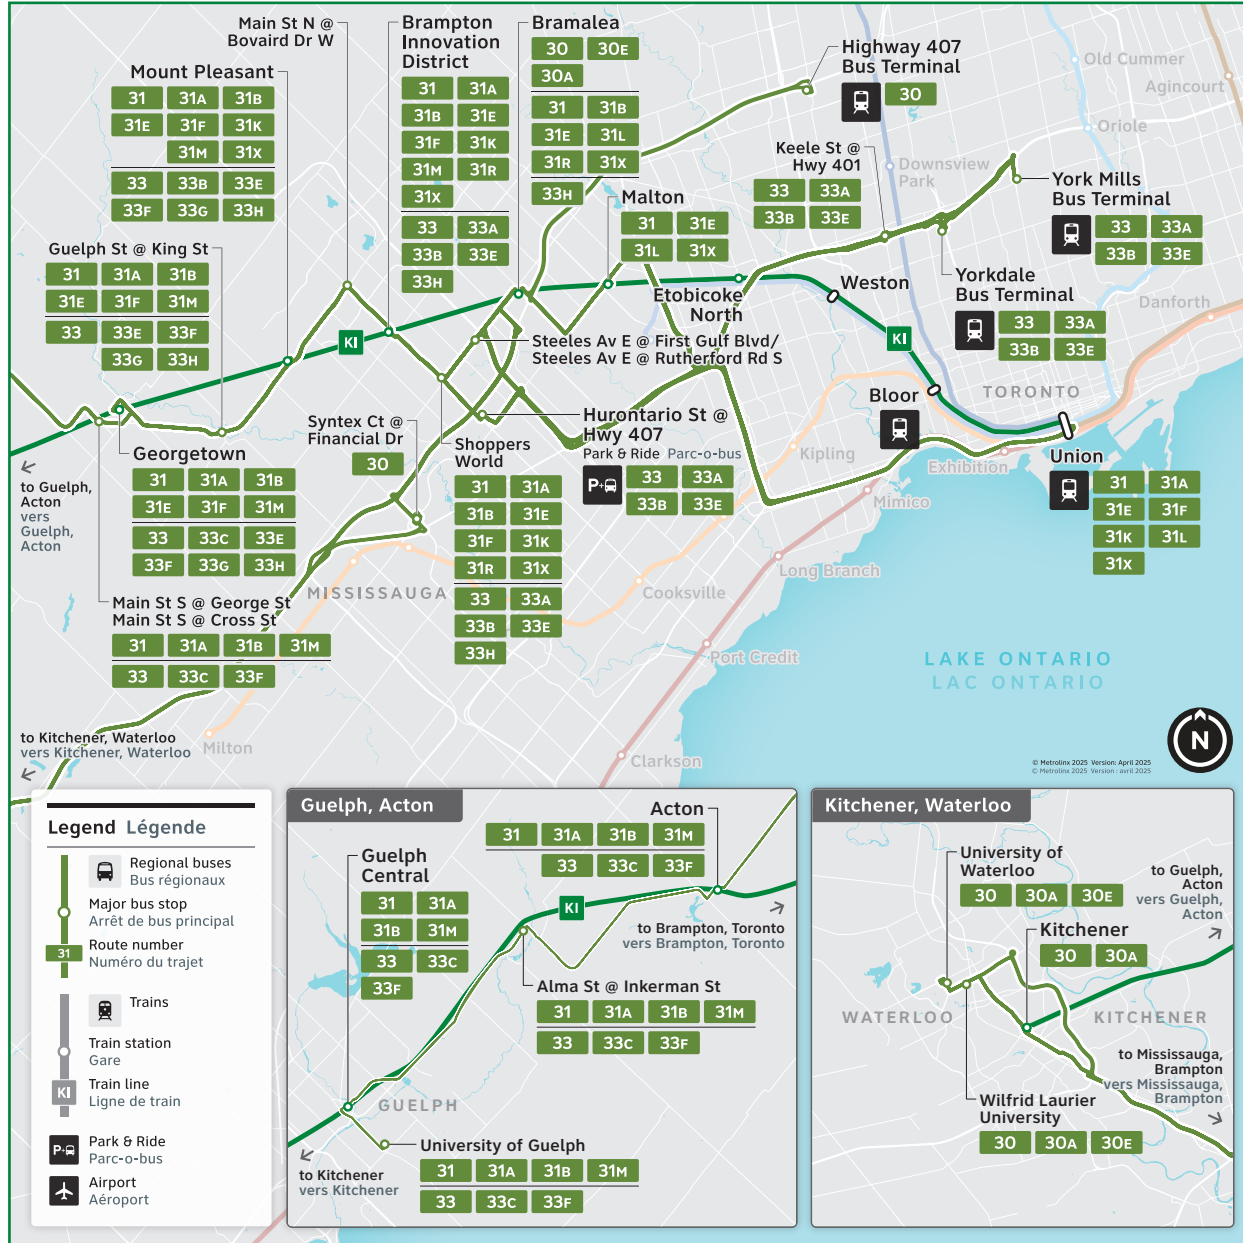 Main St N @
Bovaird Dr W
Mount Pleasant
31 31A 31B
31E 31F 31K
31M 31X
33 33B 33E
33F 33G 33H
Brampton
Innovation
District
31 31A
31B 31E
31F 31K
31M 31R
31X
33 33A
33B 33E
33H
Bramalea
30 30E
30A
31 31B
31E 31L
31R 31X
33H
Highway 407
Bus Terminal
30
Old Cummer
Agincourt
Oriole
Downsview
Park
Keele St @
Hwy 401
33 33A
33B 33E
York Mills
Bus Terminal
33 33A
33B 33E
Malton
31 31E
31L 31X
Guelph St @ King St
31 31A 31B
31E 31F 31M
33 33E 33F
33G 33H
Etobicoke
North
Weston
Yorkdale
Bus Terminal
33 33A
33B 33E
Danforth
KI
KI
Steeles Av E @ First Gulf Blvd/
Steeles Av E @ Rutherford Rd S
TORONTO
Bloor
Syntex Ct @
Financial Dr
30
Hurontario St @
Hwy 407
Park & Ride Parc-o-bus
P+
33 33A
33B 33E
Kipling
Exhibition
Mimico
Union
31 31A
31E 31F
31K 31L
31X
to Guelph,
Acton
vers
Guelph,
Acton
Georgetown
31 31A 31B
31E 31F 31M
33 33C 33E
33F 33G 33H
Shoppers
World
31 31A
31B 31E
31F 31K
31R 31X
33 33A
33B 33E
33H
Long Branch
MISSISSAUGA
Cooksville
Main St S @ George St
Main St S @ Cross St
31 31A 31B 31M
33 33C 33F
Port Credit
LAKE ONTARIO
LAC ONTARIO
to Kitchener, Waterloo
vers Kitchener, Waterloo
Milton
Clarkson
N
© Metrolinx 2025 Version: April 2025
© Metrolinx 2025 Version : avril 2025
Legend Légende
Regional buses
Bus régionaux
Major bus stop
Arrêt de bus principal
31
Route number
Numéro du trajet
Trains
Train station
Gare
KI
Train line
Ligne de train
P+
Park & Ride
Parc-o-bus
Airport
Aéroport
Guelph, Acton
Acton
31 31A 31B 31M
33 33C 33F
Guelph
Central
31 31A
31B 31M
33 33C
33F
KI
to Brampton, Toronto
vers Brampton, Toronto
Alma St @ Inkerman St
31 31A 31B 31M
33 33C 33F
GUELPH
University of Guelph
31 31A 31B 31M
33 33C 33F
to Kitchener
vers Kitchener
Kitchener, Waterloo
University of
Waterloo
30 30A 30E
to Guelph,
Acton
vers Guelph,
Acton
Kitchener
30 30A
WATERLOO
KITCHENER
to Mississauga,
Brampton
vers Mississauga,
Brampton
Wilfrid Laurier
University
30 30A 30E